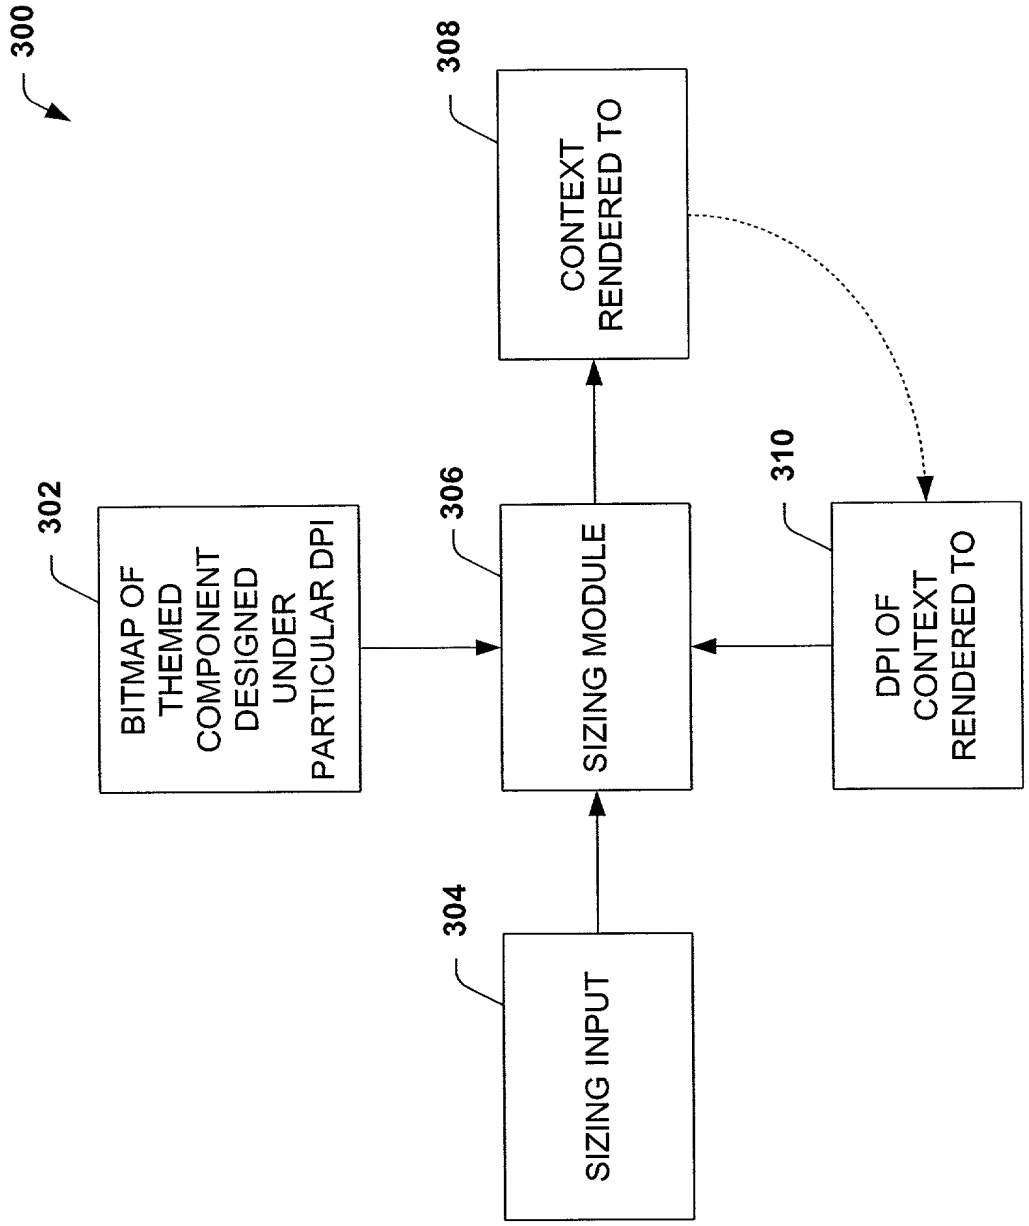 300
302
BITMAP OF
THEMED
COMPONENT
DESIGNED
UNDER
PARTICULAR DPI
304
SIZING INPUT
306
SIZING MODULE
308
CONTEXT
RENDERED TO
310
DPI OF
CONTEXT
RENDERED TO